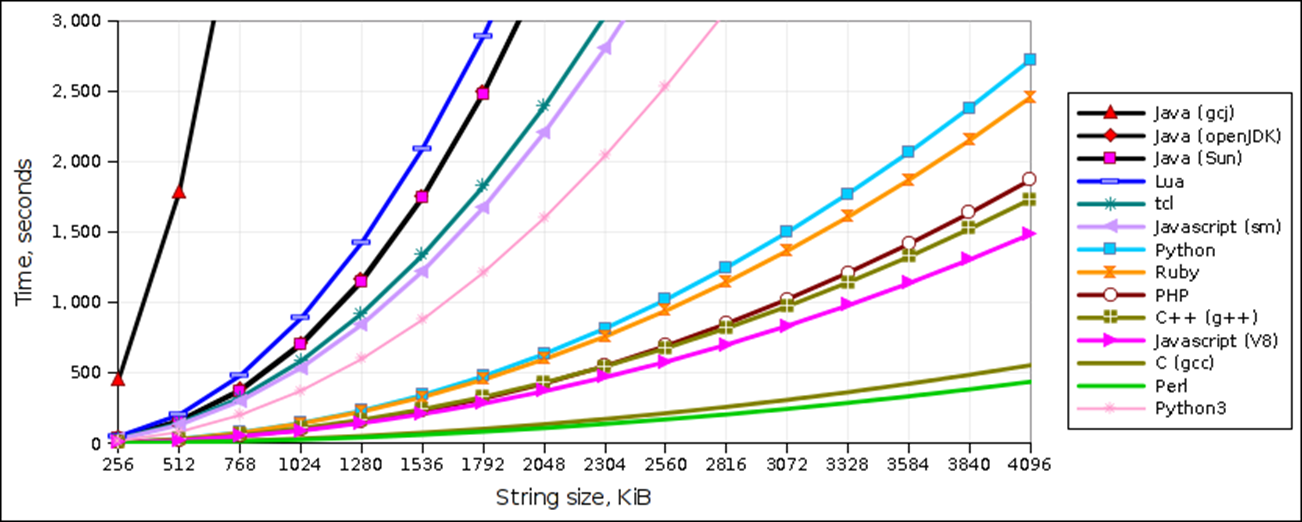 3,000
2,500
2,000
1,500
1,000
500
0
Time, seconds
256 512 768 1024 1280 1536 1792 2048 2304 2560 2816 3072 3328 3584 3840 4096
String size, KiB
Java (gcj)
Java (openJDK)
Java (Sun)
Lua
tcl
Javascript (sm)
Python
Ruby
PHP
C++ (g++)
Javascript (V8)
C (gcc)
Perl
Python3